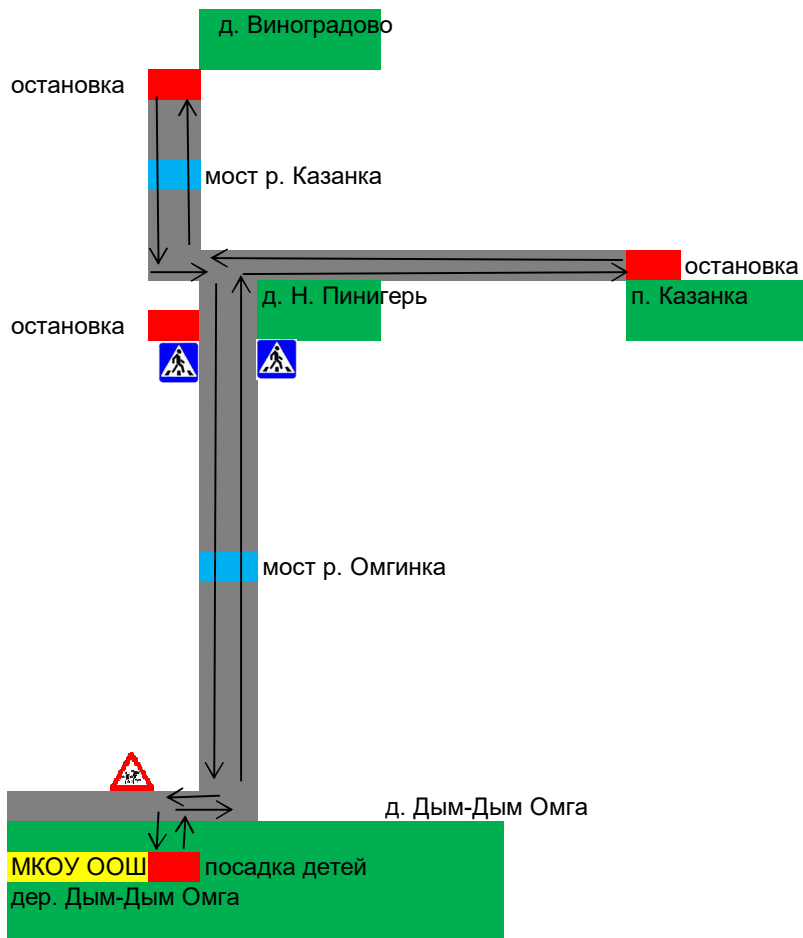 д. Виноградово
остановка
мост р. Казанка
остановка
д. Н. Пинигерь
п. Казанка
остановка
мост р. Омгинка
д. Дым-Дым Омга
МКОУ ООШ
посадка детей
дер. Дым-Дым Омга